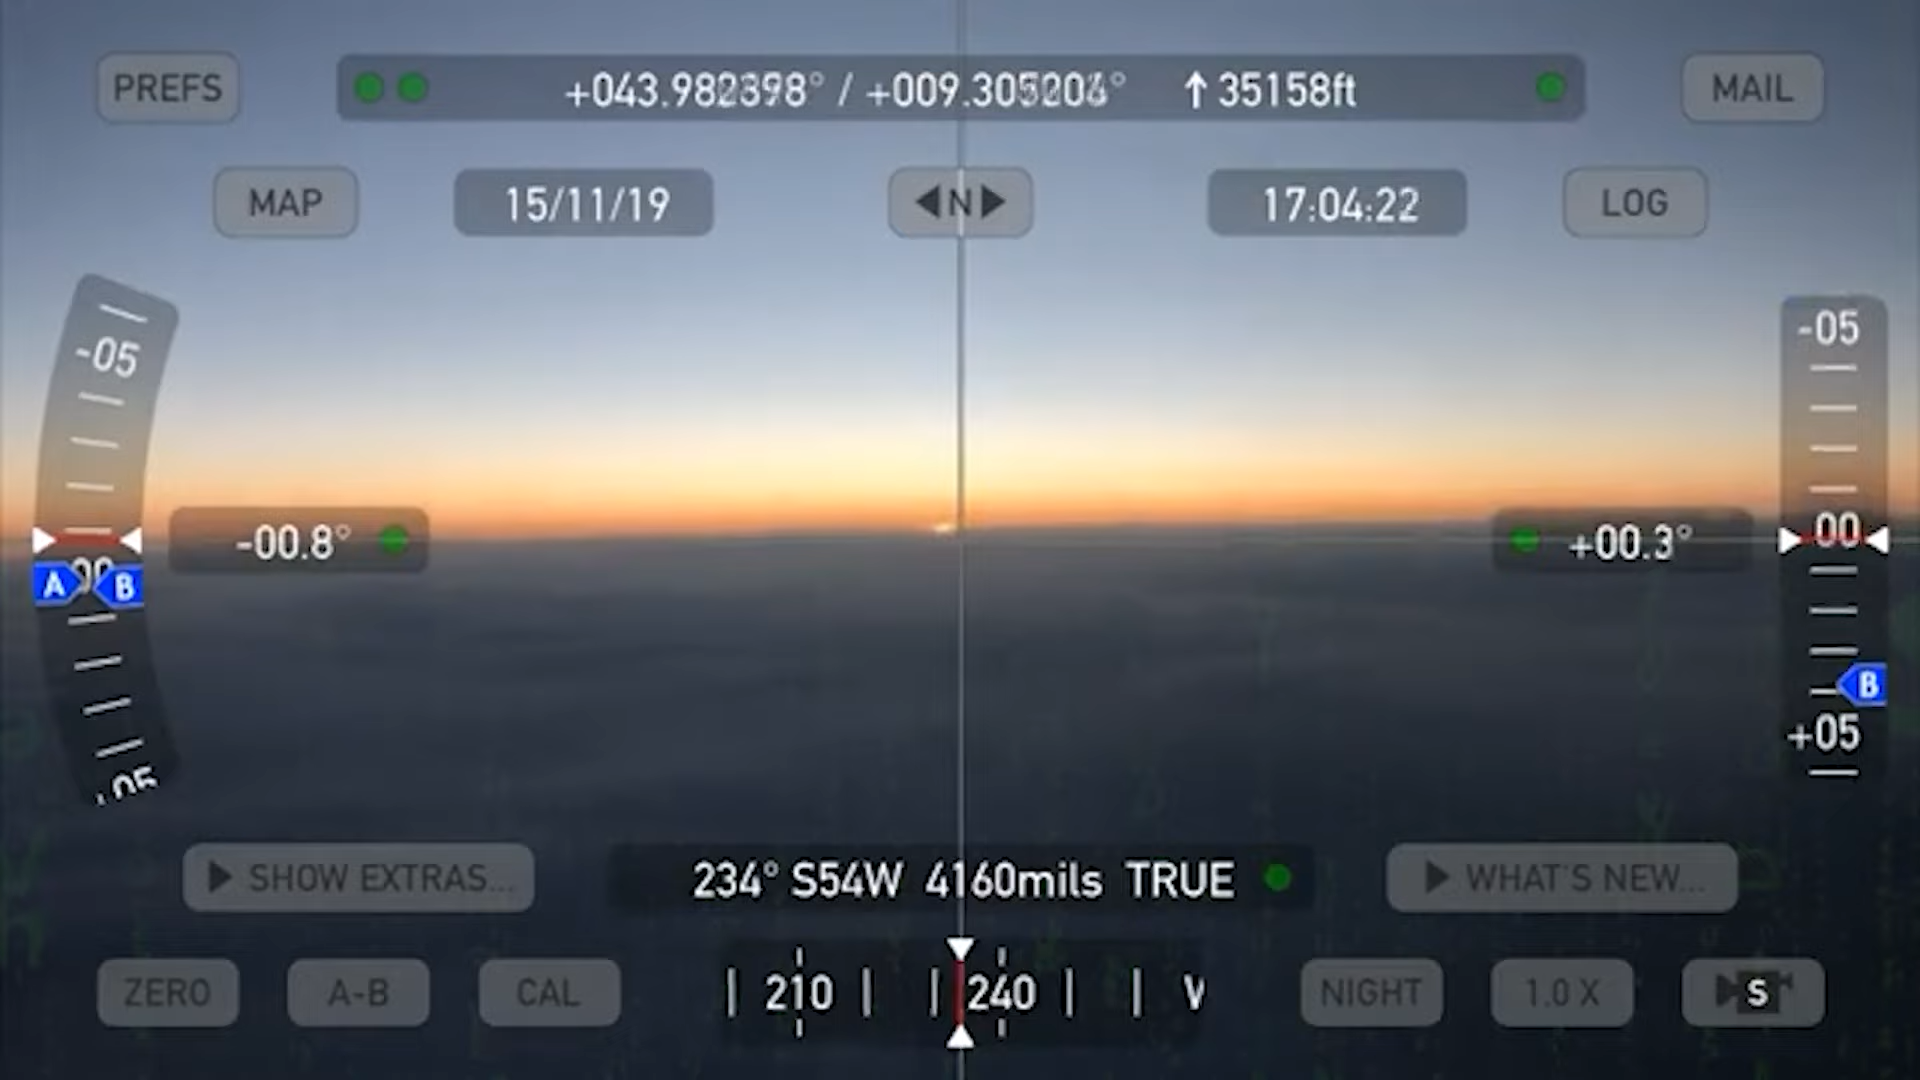 PREFS
+043.982398° / +009.305204° ↑35158ft
MAIL
MAP
15/11/19
◀N▶
17:04:22
LOG
-05
-05
-00.8°
+00.3°
00
00
A
B
B
+05
+05
▶ SHOW EXTRAS...
234° S54W 4160mils TRUE
▶ WHAT'S NEW...
ZERO
A-B
CAL
| 210 | | 240 | |
NIGHT
1.0 X
S